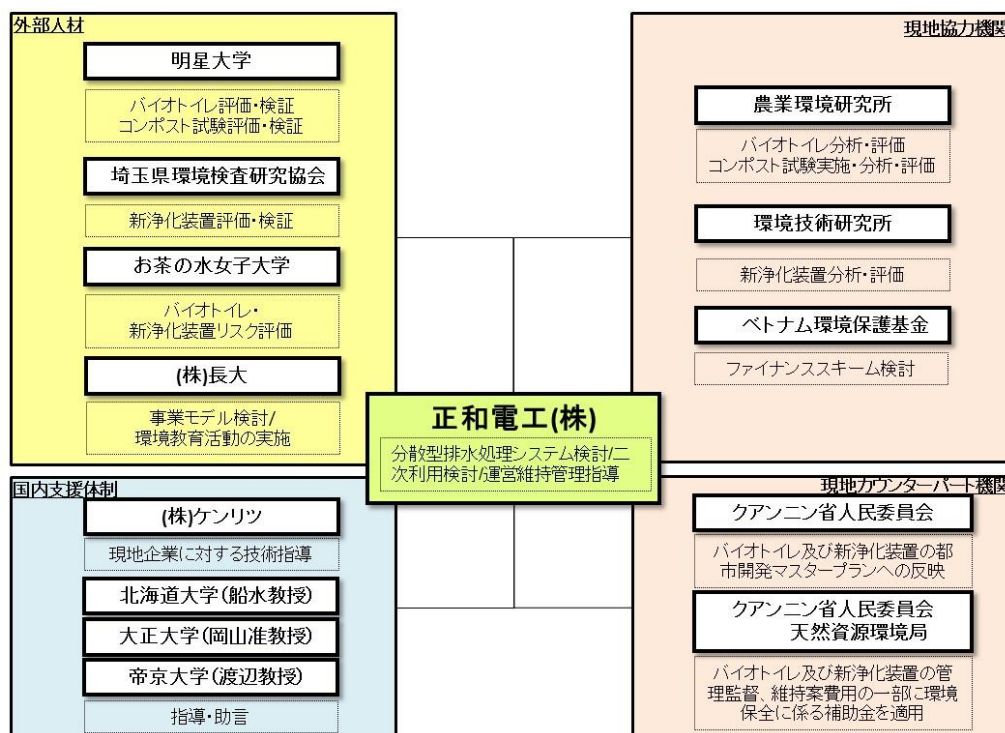 外部人材
明星大学
バイオトイレ評価・検証
コンポスト試験評価・検証
埼玉県環境検査研究協会
新浄化装置評価・検証
お茶の水女子大学
バイオトイレ・
新浄化装置リスク評価
(株)長大
事業モデル検討/
環境教育活動の実施
現地協力機関
農業環境研究所
バイオトイレ分析・評価
コンポスト試験実施・分析・評価
環境技術研究所
新浄化装置分析・評価
ベトナム環境保護基金
ファイナンススキーム検討
正和電工(株)
分散型排水処理システム検討/二
次利用検討/運営維持管理指導
国内支援体制
(株)ケンリツ
現地企業に対する技術指導
北海道大学(船水教授)
大正大学(岡山准教授)
帝京大学(渡辺教授)
指導・助言
現地カウンターパート機関
クアンニン省人民委員会
バイオトイレ及び新浄化装置の都
市開発マスタープランへの反映
クアンニン省人民委員会
天然資源環境局
バイオトイレ及び新浄化装置の管
理監督、維持案費用の一部に環境
保全に係る補助金を適用